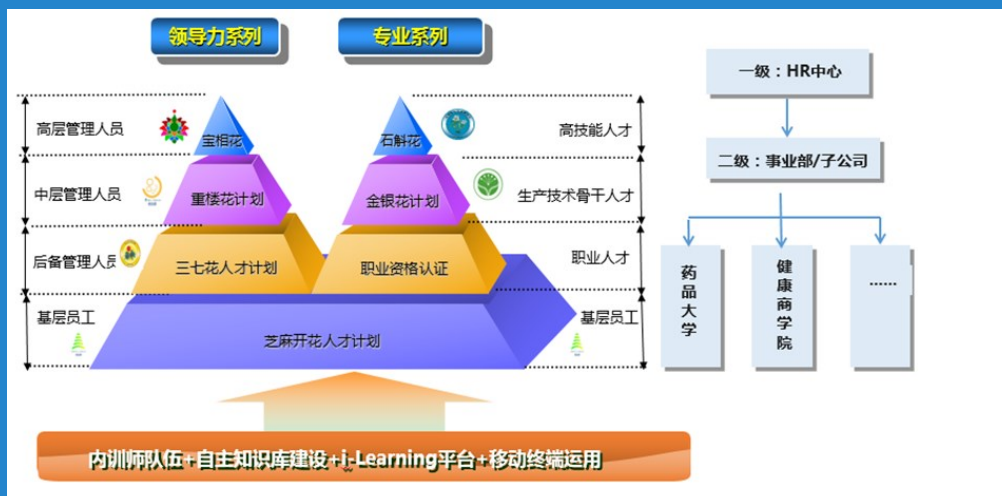 领导力系列
专业系列
高层管理人员
宝相花
石斛花
高技能人才
中层管理人员
重楼花计划
金银花计划
生产技术骨干人才
后备管理人员
三七花人才计划
职业资格认证
职业人才
基层员工
芝麻开花人才计划
基层员工
内训师队伍+自主知识库建设+i-Learning平台+移动终端运用
一级：HR中心
二级：事业部/子公司
药品大学
健康商学院
……